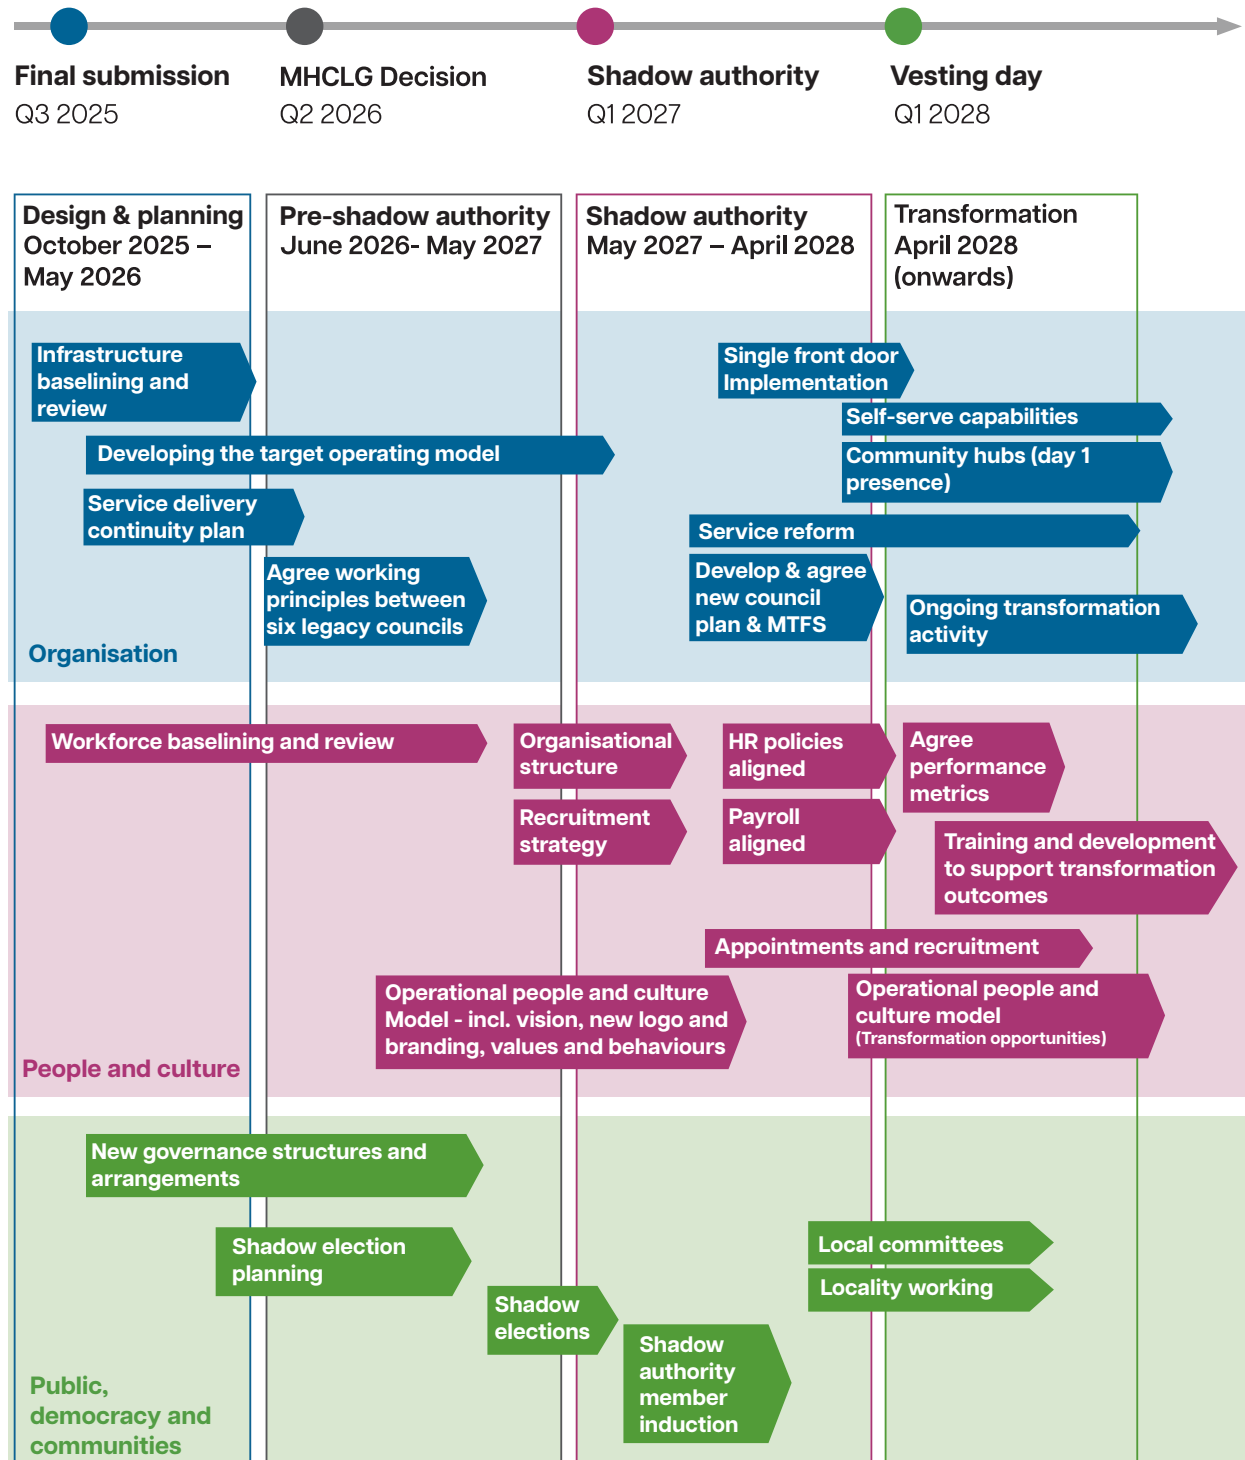 Final submission
Q3 2025
MHCLG Decision
Q2 2026
Shadow authority
Q1 2027
Vesting day
Q1 2028
Design & planning
October 2025 –
May 2026
Pre-shadow authority
June 2026- May 2027
Shadow authority
May 2027 – April 2028
Transformation
April 2028
(onwards)
Infrastructure
baselining and
review
Single front door
Implementation
Self-serve capabilities
Developing the target operating model
Community hubs (day 1
presence)
Service delivery
continuity plan
Service reform
Agree working
principles between
six legacy councils
Develop & agree
new council
plan & MTFS
Ongoing transformation
activity
Organisation
Workforce baselining and review
Organisational
structure
HR policies
aligned
Agree
performance
metrics
Recruitment
strategy
Payroll
aligned
Training and development
to support transformation
outcomes
Appointments and recruitment
Operational people and culture
Model - incl. vision, new logo and
branding, values and behaviours
Operational people and
culture model
(Transformation opportunities)
People and culture
New governance structures and
arrangements
Shadow election
planning
Local committees
Locality working
Shadow
elections
Shadow
authority
member
induction
Public,
democracy and
communities